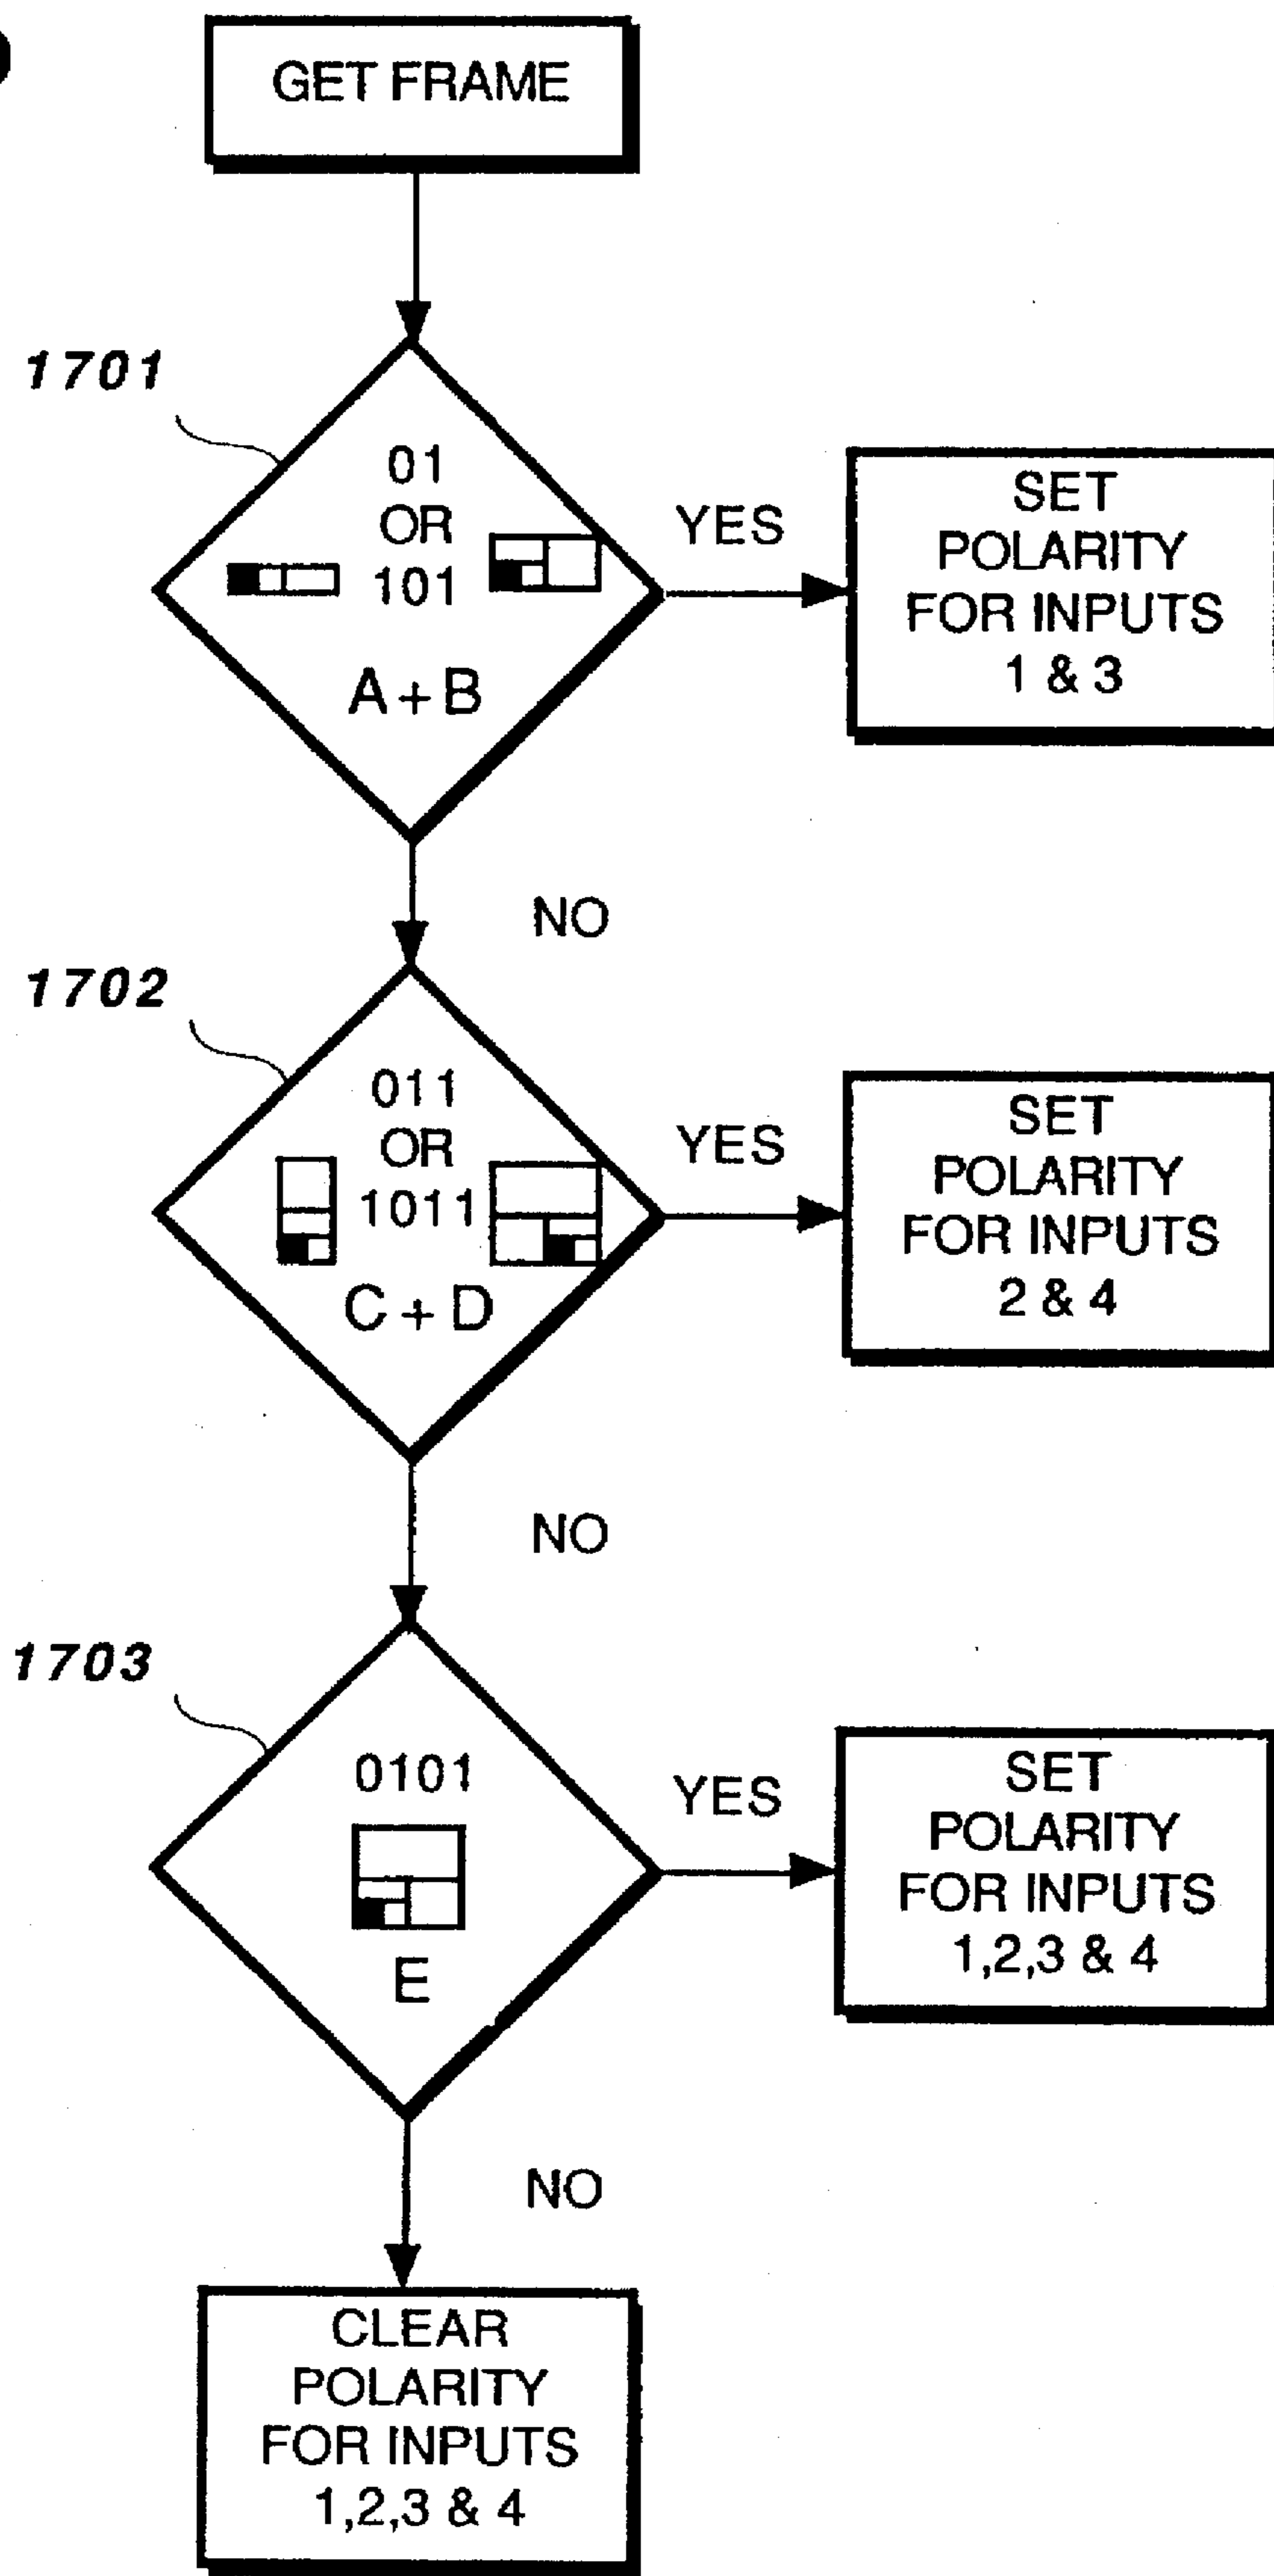 GET FRAME
1701
01
OR
101
A + B
YES
SET
POLARITY
FOR INPUTS
1 & 3
NO
1702
011
OR
1011
C + D
YES
SET
POLARITY
FOR INPUTS
2 & 4
NO
1703
0101
E
YES
SET
POLARITY
FOR INPUTS
1,2,3 & 4
NO
CLEAR
POLARITY
FOR INPUTS
1,2,3 & 4